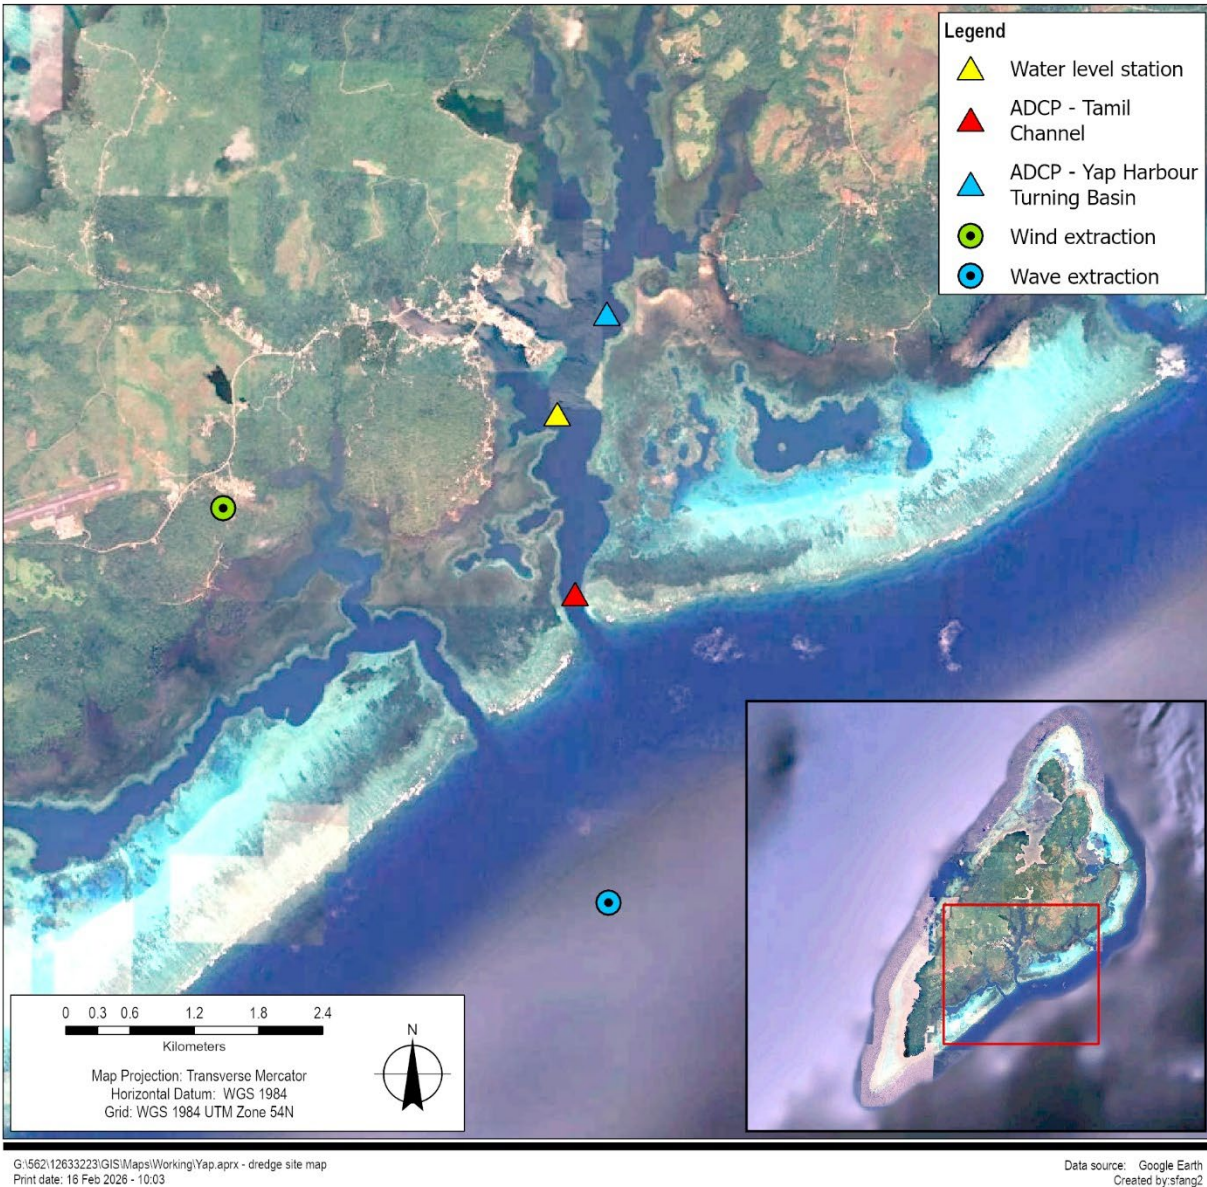 Legend
Water level station
ADCP - Tamil
Channel
ADCP - Yap Harbour
Turning Basin
Wind extraction
Wave extraction
0 0.3 0.6 1.2 1.8 2.4
Kilometers
N
Map Projection: Transverse Mercator
Horizontal Datum: WGS 1984
Grid: WGS 1984 UTM Zone 54N
G:\562\12633223\GIS\Maps\Working\Yap.aprx - dredge site map
Print date: 16 Feb 2026 - 10:03
Data source: Google Earth
Created by:sfang2